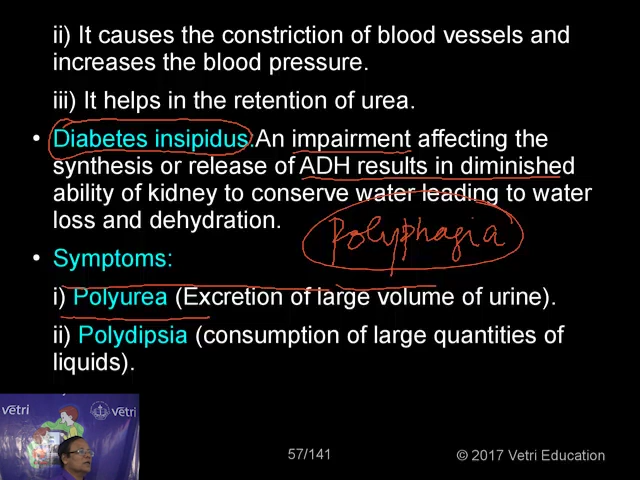 ii) It causes the constriction of blood vessels and
increases the blood pressure.
iii) It helps in the retention of urea.
• Diabetes insipidus:An impairment affecting the
synthesis or release of ADH results in diminished
ability of kidney to conserve water leading to water
loss and dehydration.
Polyphagia
• Symptoms:
i) Polyurea (Excretion of large volume of urine).
ii) Polydipsia (consumption of large quantities of
liquids).
Vetri
Vetri
57/141
© 2017 Vetri Education